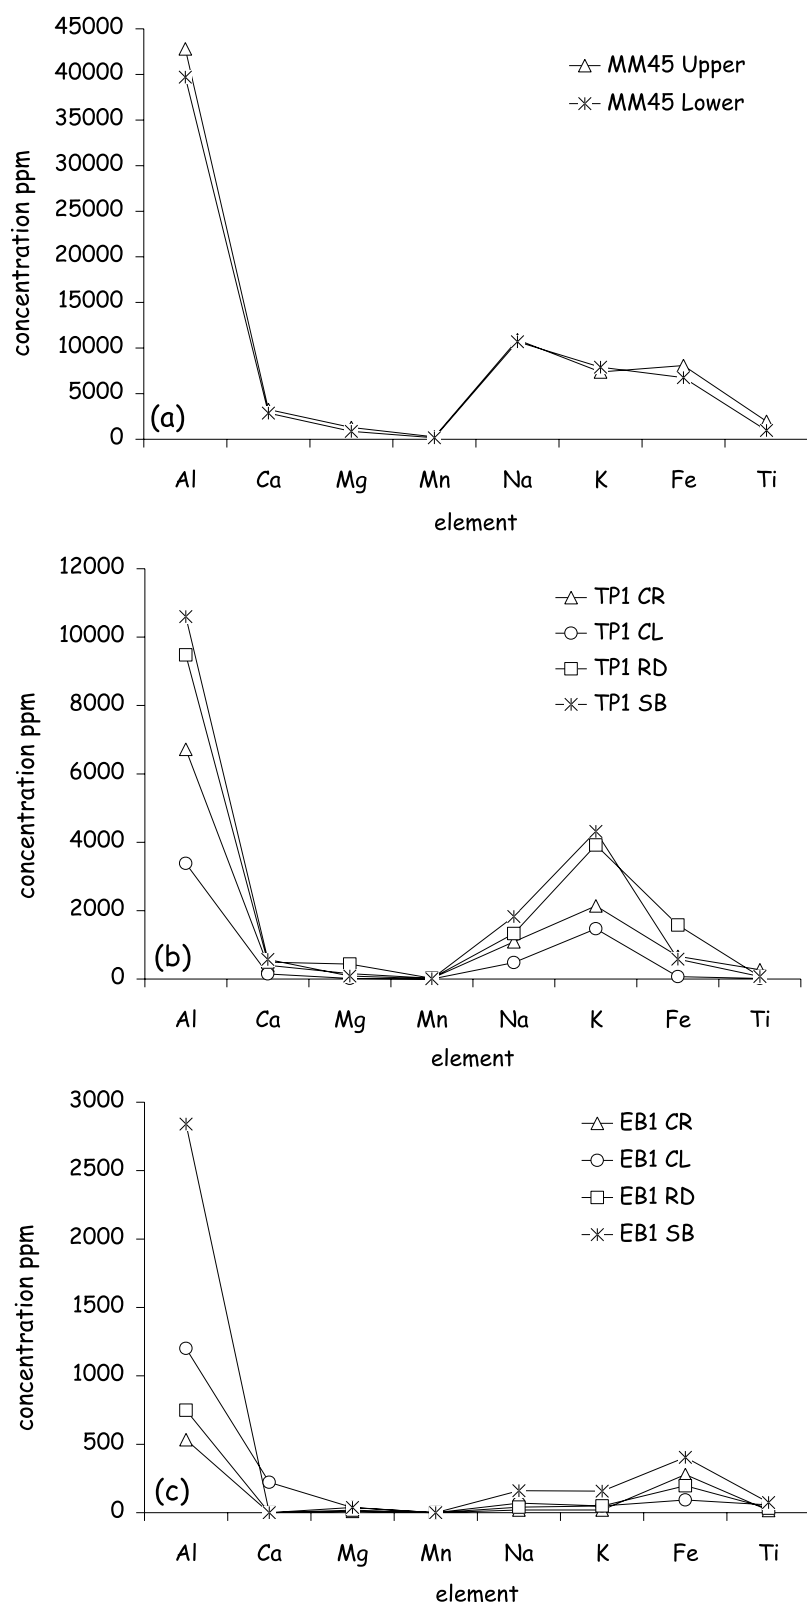 45000
40000
35000
30000
25000
20000
15000
10000
5000
0
concentration ppm
MM45 Upper
MM45 Lower
(a)
Al Ca Mg Mn Na K Fe Ti
element
12000
10000
8000
6000
4000
2000
0
concentration ppm
TP1 CR
TP1 CL
TP1 RD
TP1 SB
(b)
Al Ca Mg Mn Na K Fe Ti
element
3000
2500
2000
1500
1000
500
0
concentration ppm
EB1 CR
EB1 CL
EB1 RD
EB1 SB
(c)
Al Ca Mg Mn Na K Fe Ti
element